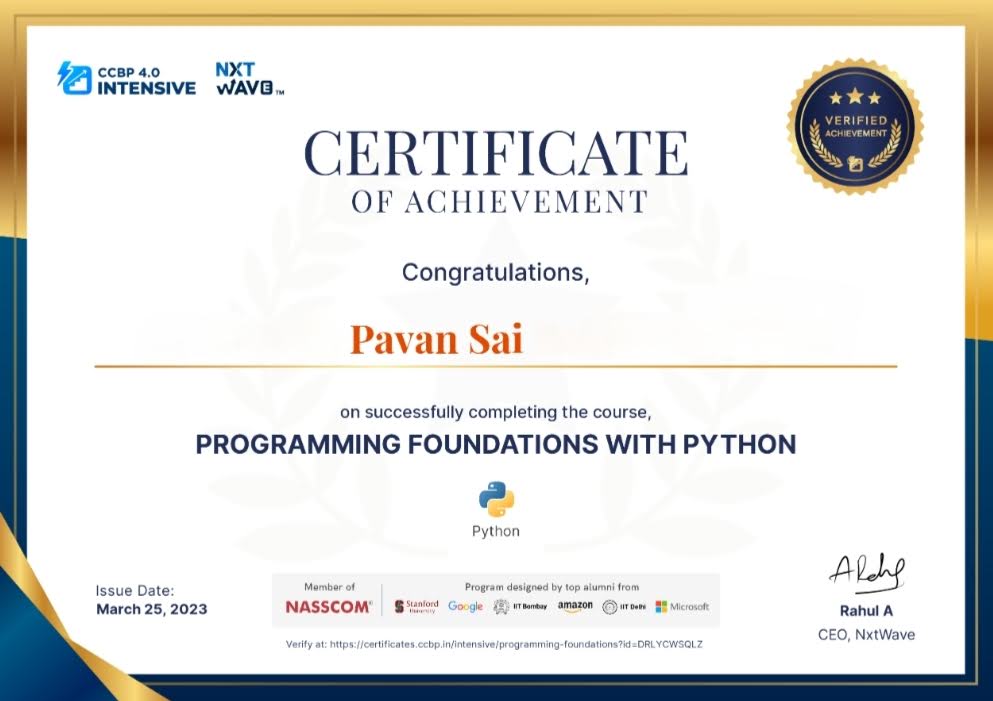 CCBP 4.0
INTENSIVE
NXT
WAVE™
VERIFIED
ACHIEVEMENT
CERTIFICATE
OF ACHIEVEMENT
Congratulations,
Pavan Sai
on successfully completing the course,
PROGRAMMING FOUNDATIONS WITH PYTHON
Python
Issue Date:
March 25, 2023
Member of
NASSCOM®
Program designed by top alumni from
Stanford University Google IIT Bombay amazon IIT Delhi Microsoft
Verify at: https://certificates.ccbp.in/intensive/programming-foundations?id=DRLYCWSQLZ
Rahul A
CEO, NxtWave